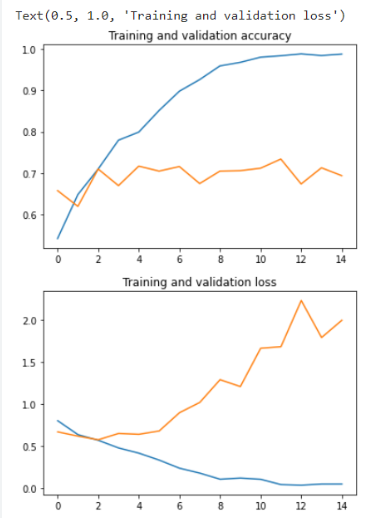 Text(0.5, 1.0, 'Training and validation loss')
Training and validation accuracy
1.0
0.9
0.8
0.7
0.6
0 2 4 6 8 10 12 14
Training and validation loss
2.0
1.5
1.0
0.5
0.0
0 2 4 6 8 10 12 14